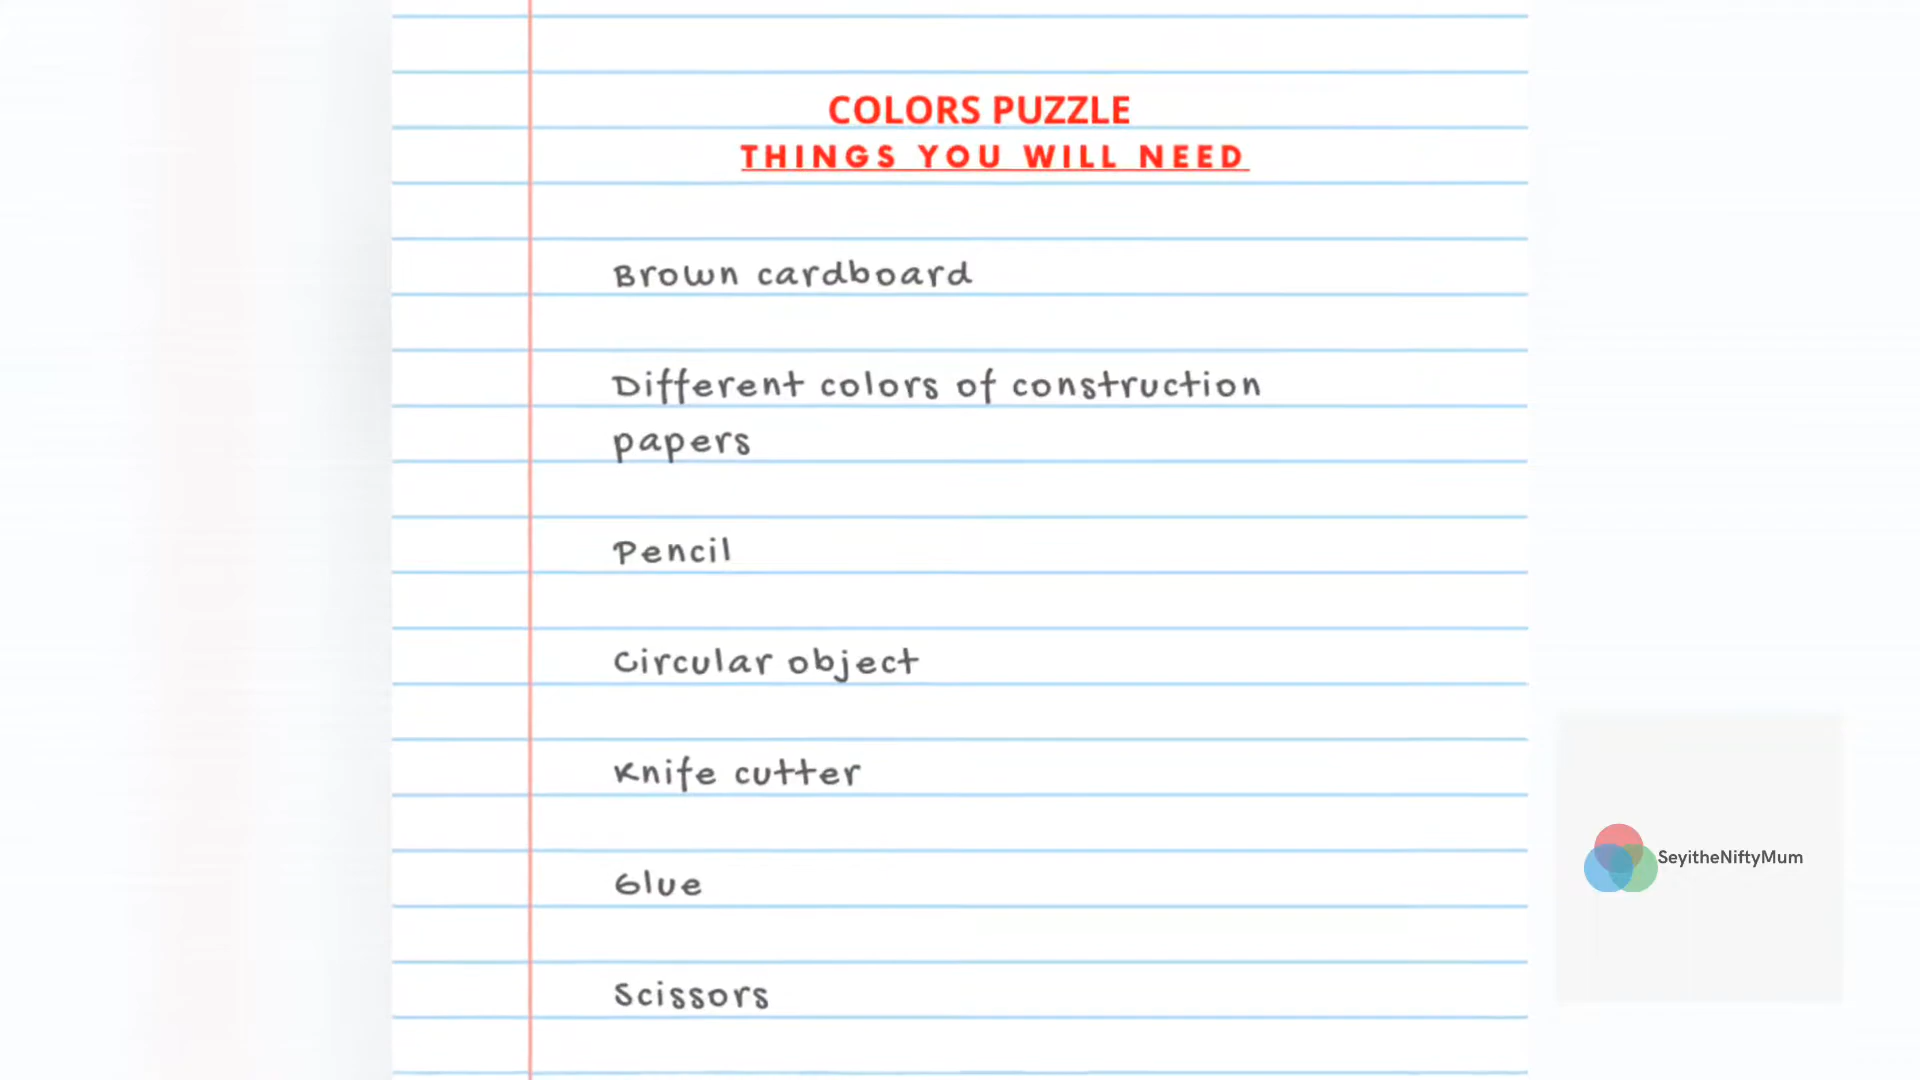 COLORS PUZZLE
THINGS YOU WILL NEED
Brown cardboard
Different colors of construction
papers
Pencil
Circular object
Knife cutter
Glue
Scissors
SeyitheNiftyMum